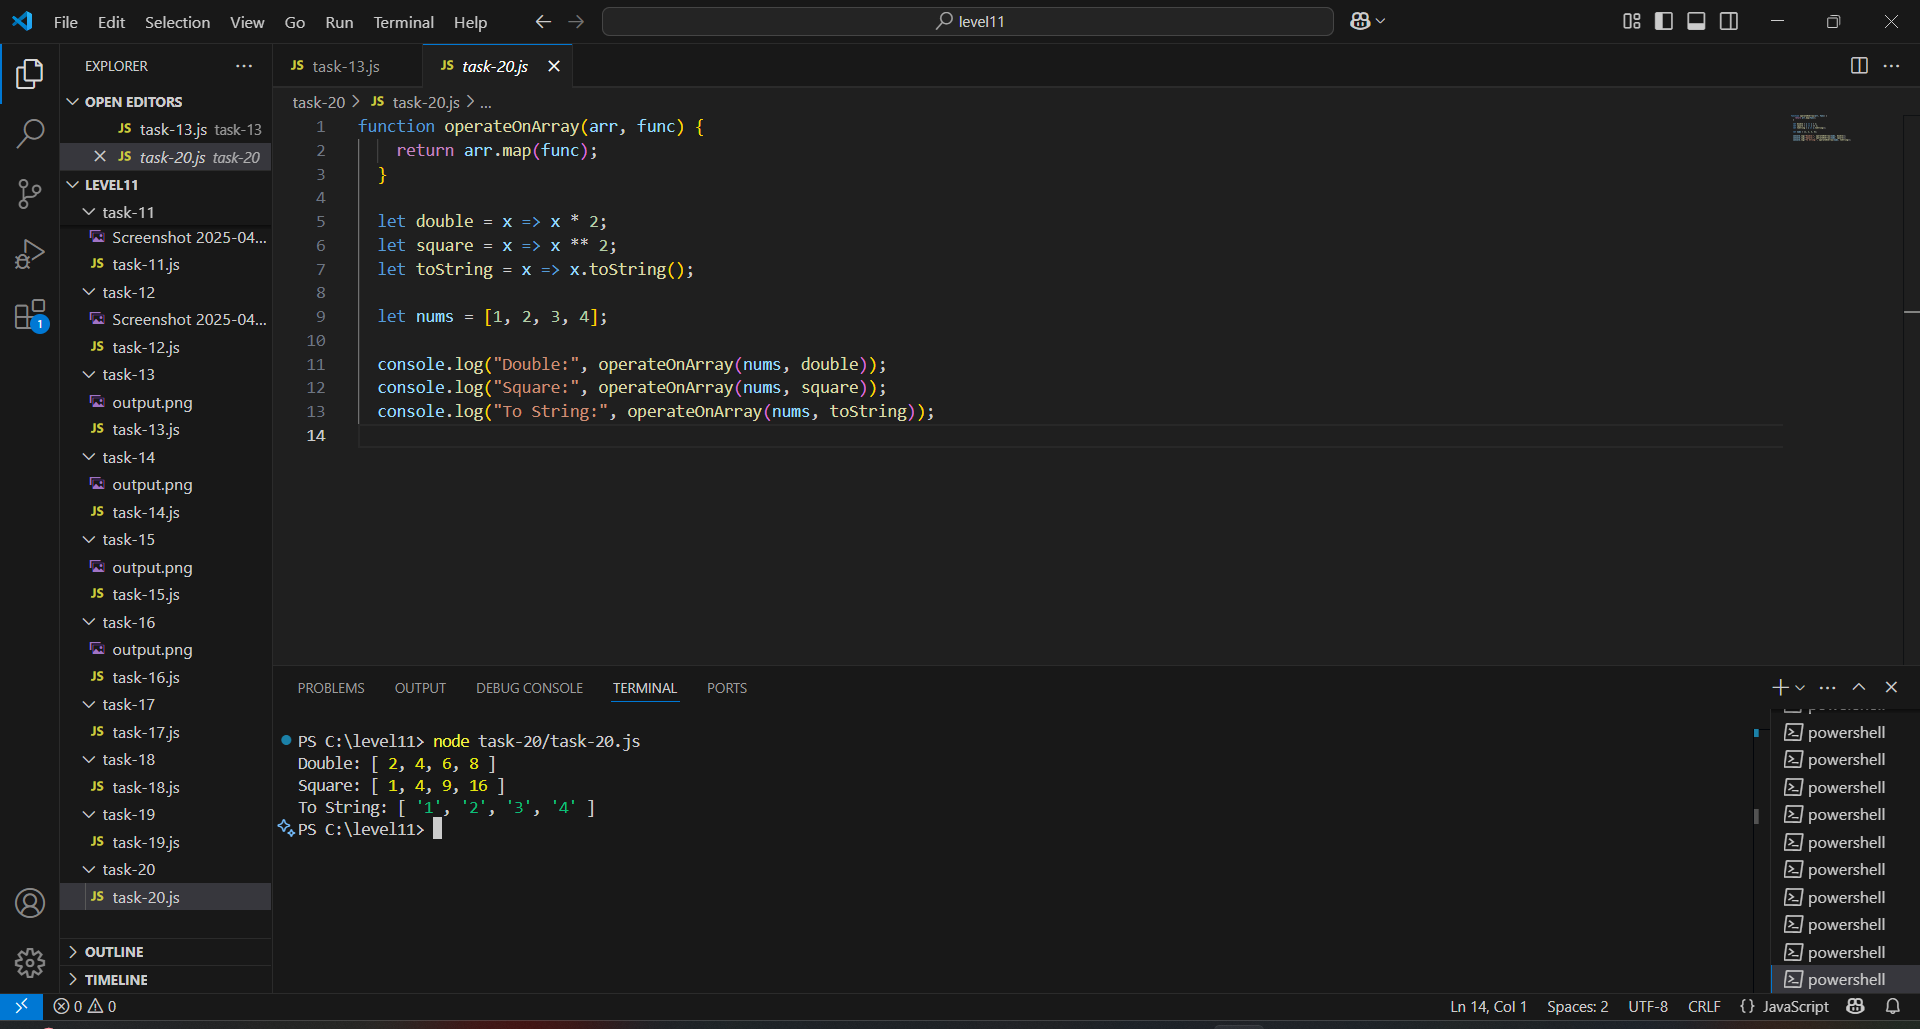 File Edit Selection View Go Run Terminal Help level11
EXPLORER
OPEN EDITORS
JS task-13.js task-13
JS task-20.js task-20
LEVEL11
task-11
Screenshot 2025-04...
JS task-11.js
task-12
Screenshot 2025-04...
JS task-12.js
task-13
output.png
JS task-13.js
task-14
output.png
JS task-14.js
task-15
output.png
JS task-15.js
task-16
output.png
JS task-16.js
task-17
JS task-17.js
task-18
JS task-18.js
task-19
JS task-19.js
task-20
JS task-20.js
OUTLINE
TIMELINE
1
JS task-13.js JS task-20.js
task-20 > JS task-20.js > ...
1 function operateOnArray(arr, func) {
2 return arr.map(func);
3 }
4
5 let double = x => x * 2;
6 let square = x => x ** 2;
7 let toString = x => x.toString();
8
9 let nums = [1, 2, 3, 4];
10
11 console.log("Double:", operateOnArray(nums, double));
12 console.log("Square:", operateOnArray(nums, square));
13 console.log("To String:", operateOnArray(nums, toString));
14
PROBLEMS OUTPUT DEBUG CONSOLE TERMINAL PORTS
PS C:\level11> node task-20/task-20.js
Double: [ 2, 4, 6, 8 ]
Square: [ 1, 4, 9, 16 ]
To String: [ '1', '2', '3', '4' ]
PS C:\level11>
powershell
powershell
powershell
powershell
powershell
powershell
powershell
powershell
powershell
powershell
0 0 Ln 14, Col 1 Spaces: 2 UTF-8 CRLF {} JavaScript